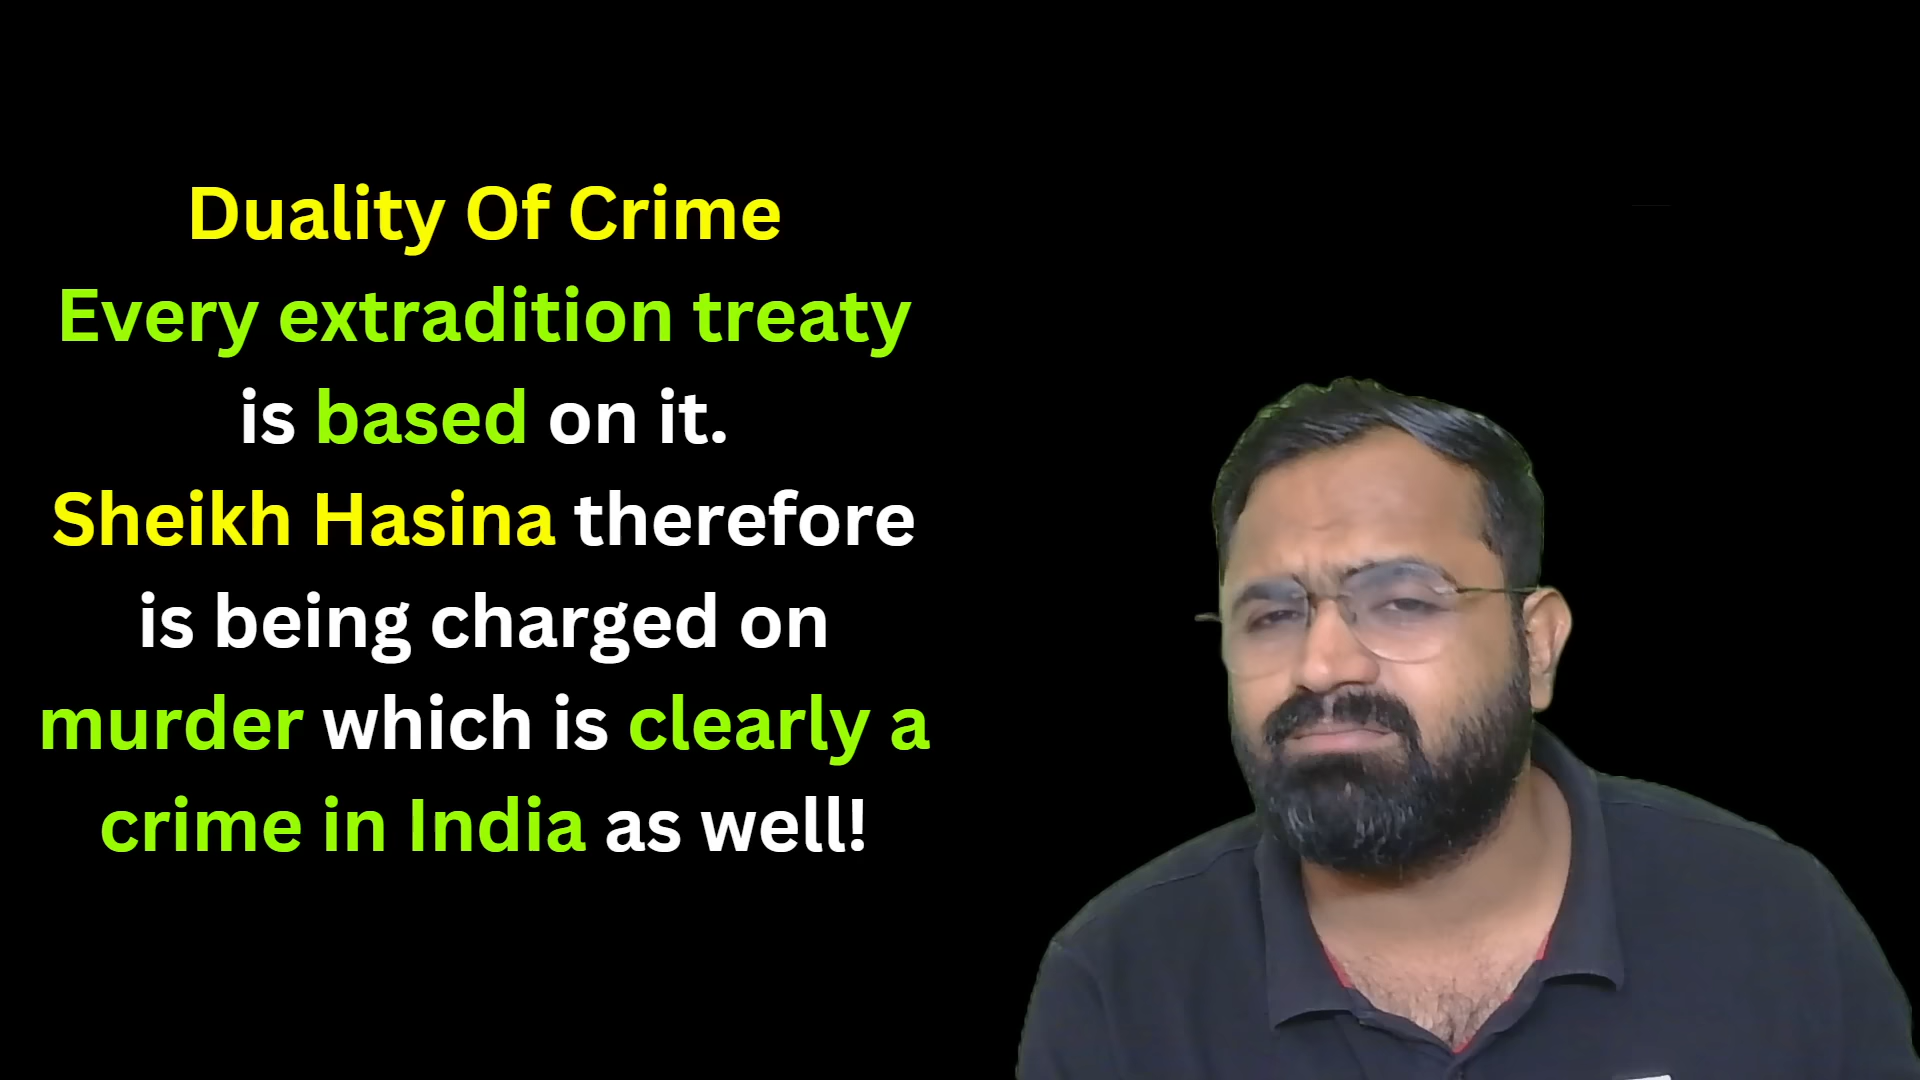 Duality Of Crime
Every extradition treaty
is based on it.
Sheikh Hasina therefore
is being charged on
murder which is clearly a
crime in India as well!